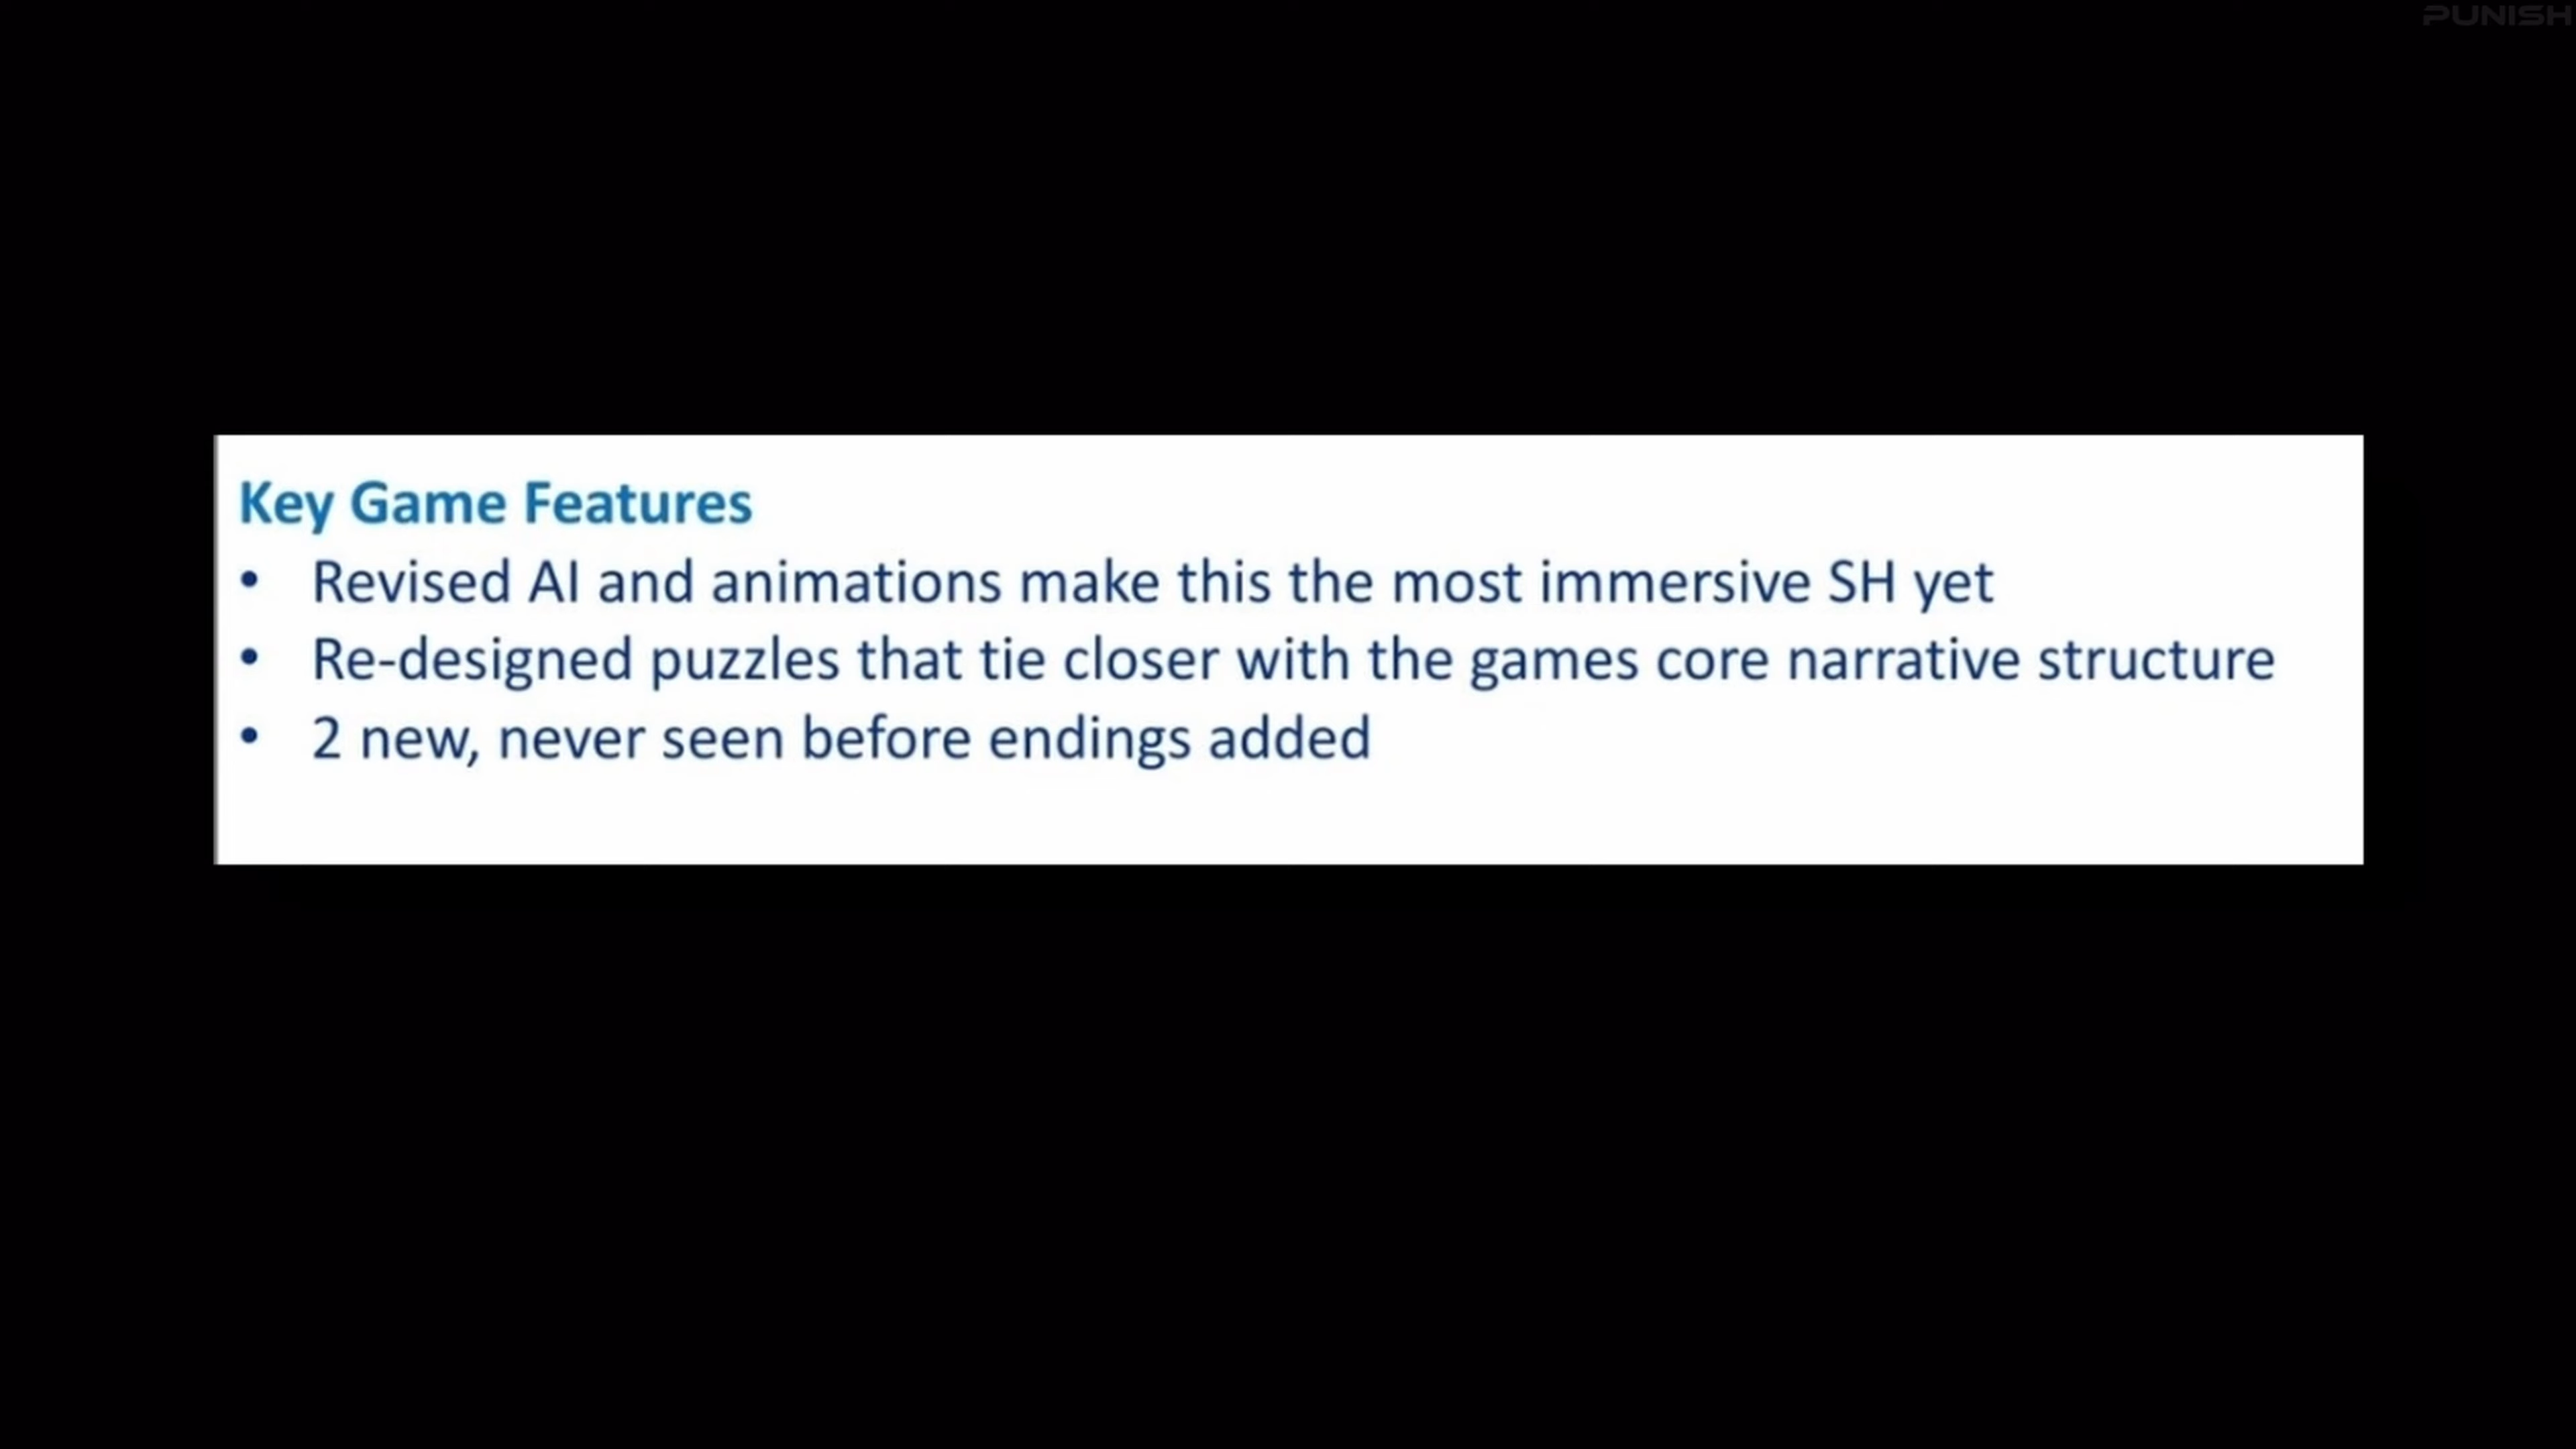 PUNISH
Key Game Features
• Revised AI and animations make this the most immersive SH yet
• Re-designed puzzles that tie closer with the games core narrative structure
• 2 new, never seen before endings added